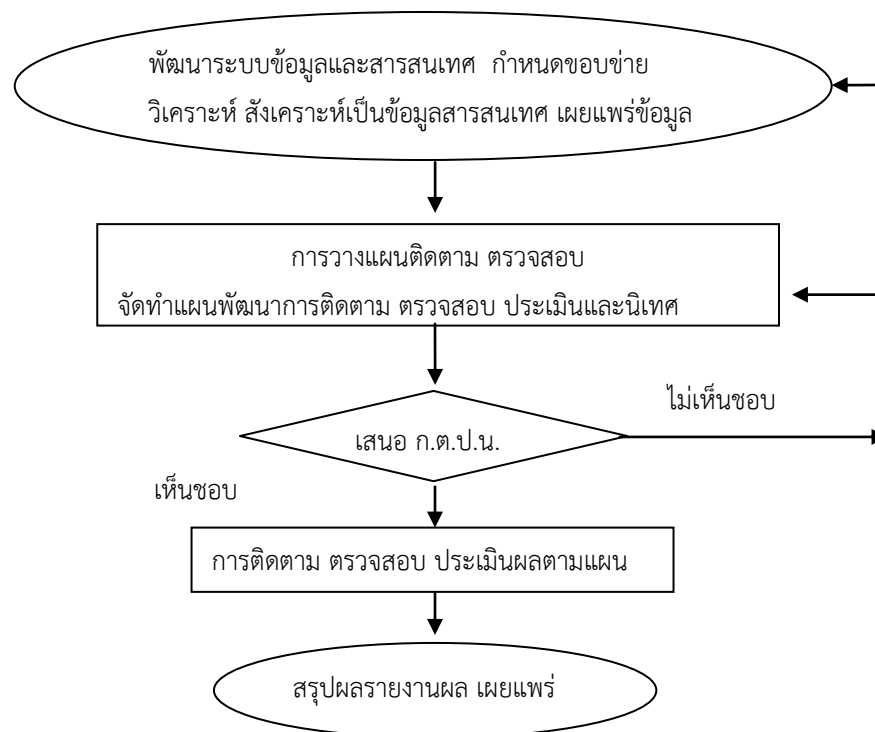 พัฒนาระบบข้อมูลและสารสนเทศ กำหนดขอบข่าย
วิเคราะห์ สังเคราะห์เป็นข้อมูลสารสนเทศ เผยแพร่ข้อมูล
การวางแผนติดตาม ตรวจสอบ
จัดทำแผนพัฒนาการติดตาม ตรวจสอบ ประเมินและนิเทศ
ไม่เห็นชอบ
เสนอ ก.ต.ป.น.
เห็นชอบ
การติดตาม ตรวจสอบ ประเมินผลตามแผน
สรุปผลรายงานผล เผยแพร่